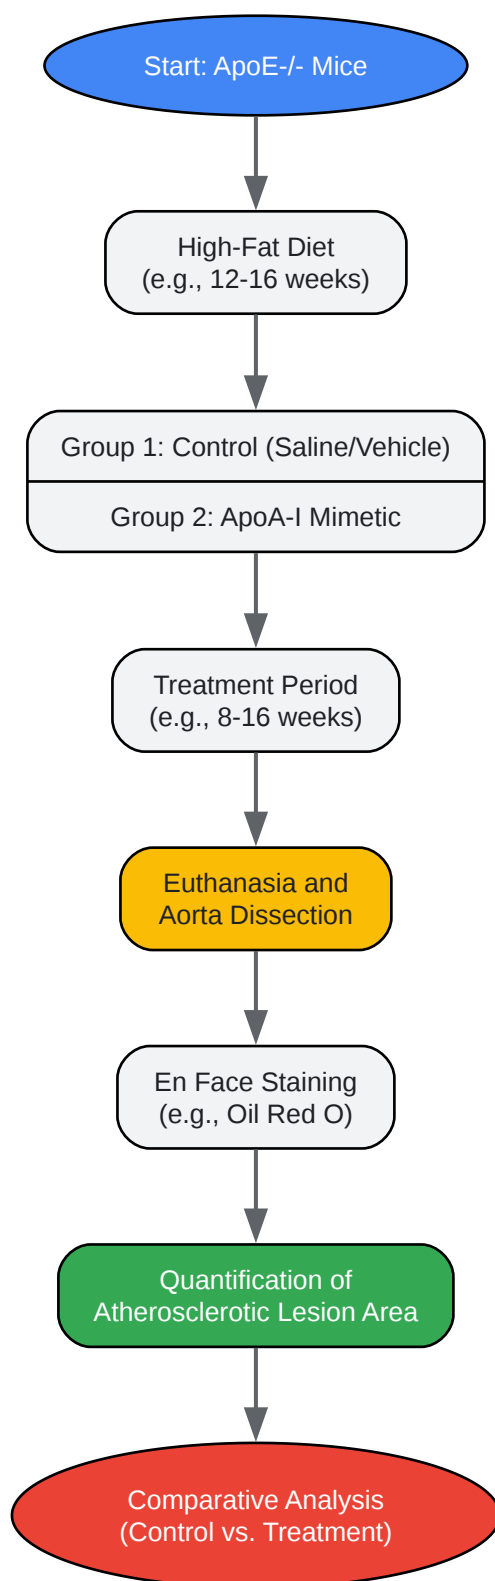 Start: ApoE-/- Mice
High-Fat Diet
(e.g., 12-16 weeks)
Group 1: Control (Saline/Vehicle)
Group 2: ApoA-I Mimetic
Treatment Period
(e.g., 8-16 weeks)
Euthanasia and
Aorta Dissection
En Face Staining
(e.g., Oil Red O)
Quantification of
Atherosclerotic Lesion Area
Comparative Analysis
(Control vs. Treatment)